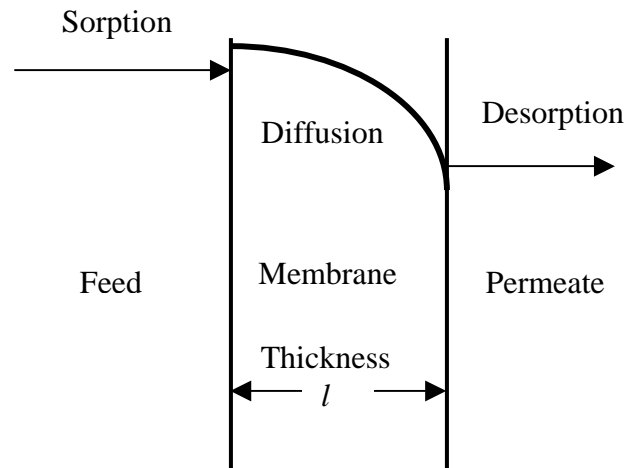 Sorption
Diffusion
Desorption
Feed
Membrane
Permeate
Thickness
l